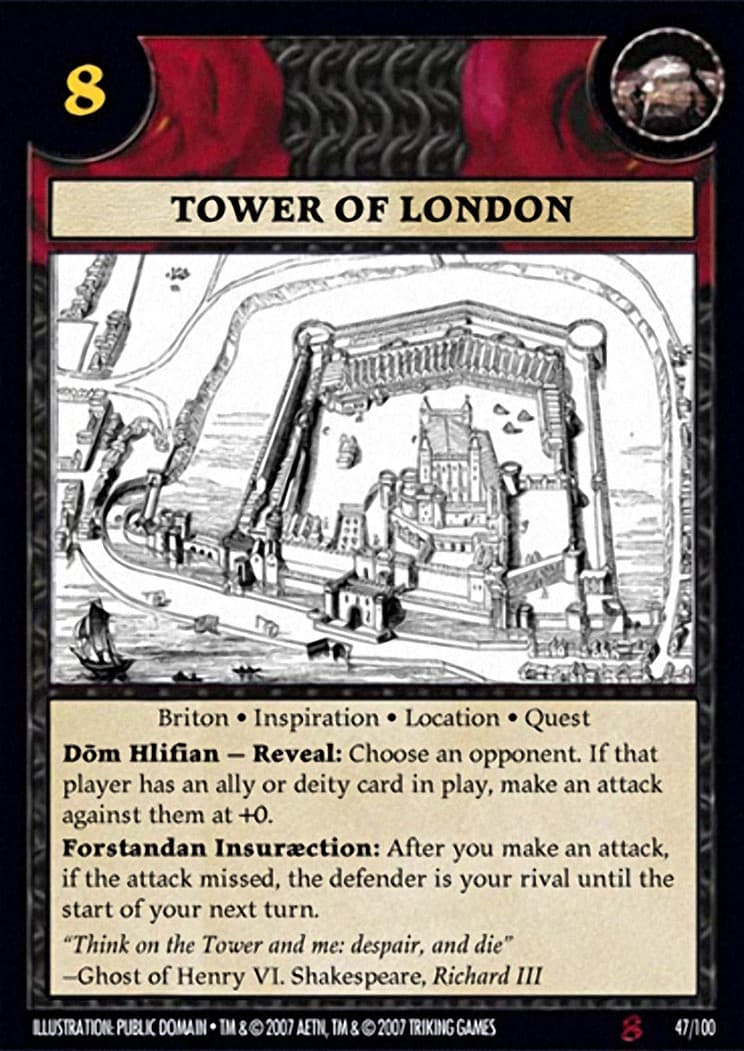 8
TOWER OF LONDON
Briton • Inspiration • Location • Quest
Dōm Hlifian – Reveal: Choose an opponent. If that
player has an ally or deity card in play, make an attack
against them at +0.
Forstandan Insuræction: After you make an attack,
if the attack missed, the defender is your rival until the
start of your next turn.
“Think on the Tower and me: despair, and die”
–Ghost of Henry VI. Shakespeare, Richard III
ILLUSTRATION: PUBLIC DOMAIN • TM & © 2007 AETN, TM & © 2007 TRIKING GAMES 8 47/100